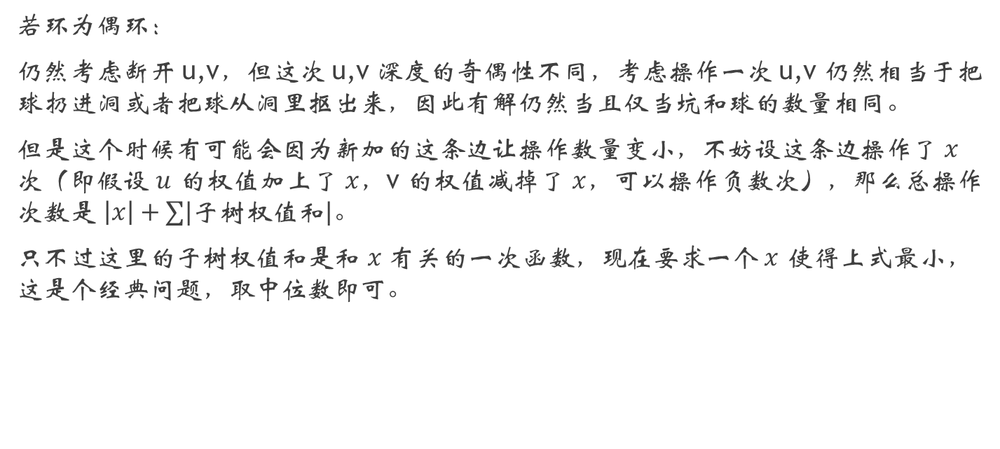 若环为偶环：
仍然考虑断开 u,v，但这次 u,v 深度的奇偶性不同，考虑操作一次 u,v 仍然相当于把
球扔进洞或者把球从洞里抠出来，因此有解仍然当且仅当坑和球的数量相同。
但是这个时候有可能会因为新加的这条边让操作数量变小，不妨设这条边操作了 x
次（即假设 u 的权值加上了 x，v 的权值减掉了 x，可以操作负数次），那么总操作
次数是 |x| + ∑|子树权值和|。
只不过这里的子树权值和是和 x 有关的一次函数，现在要求一个 x 使得上式最小，
这是个经典问题，取中位数即可。